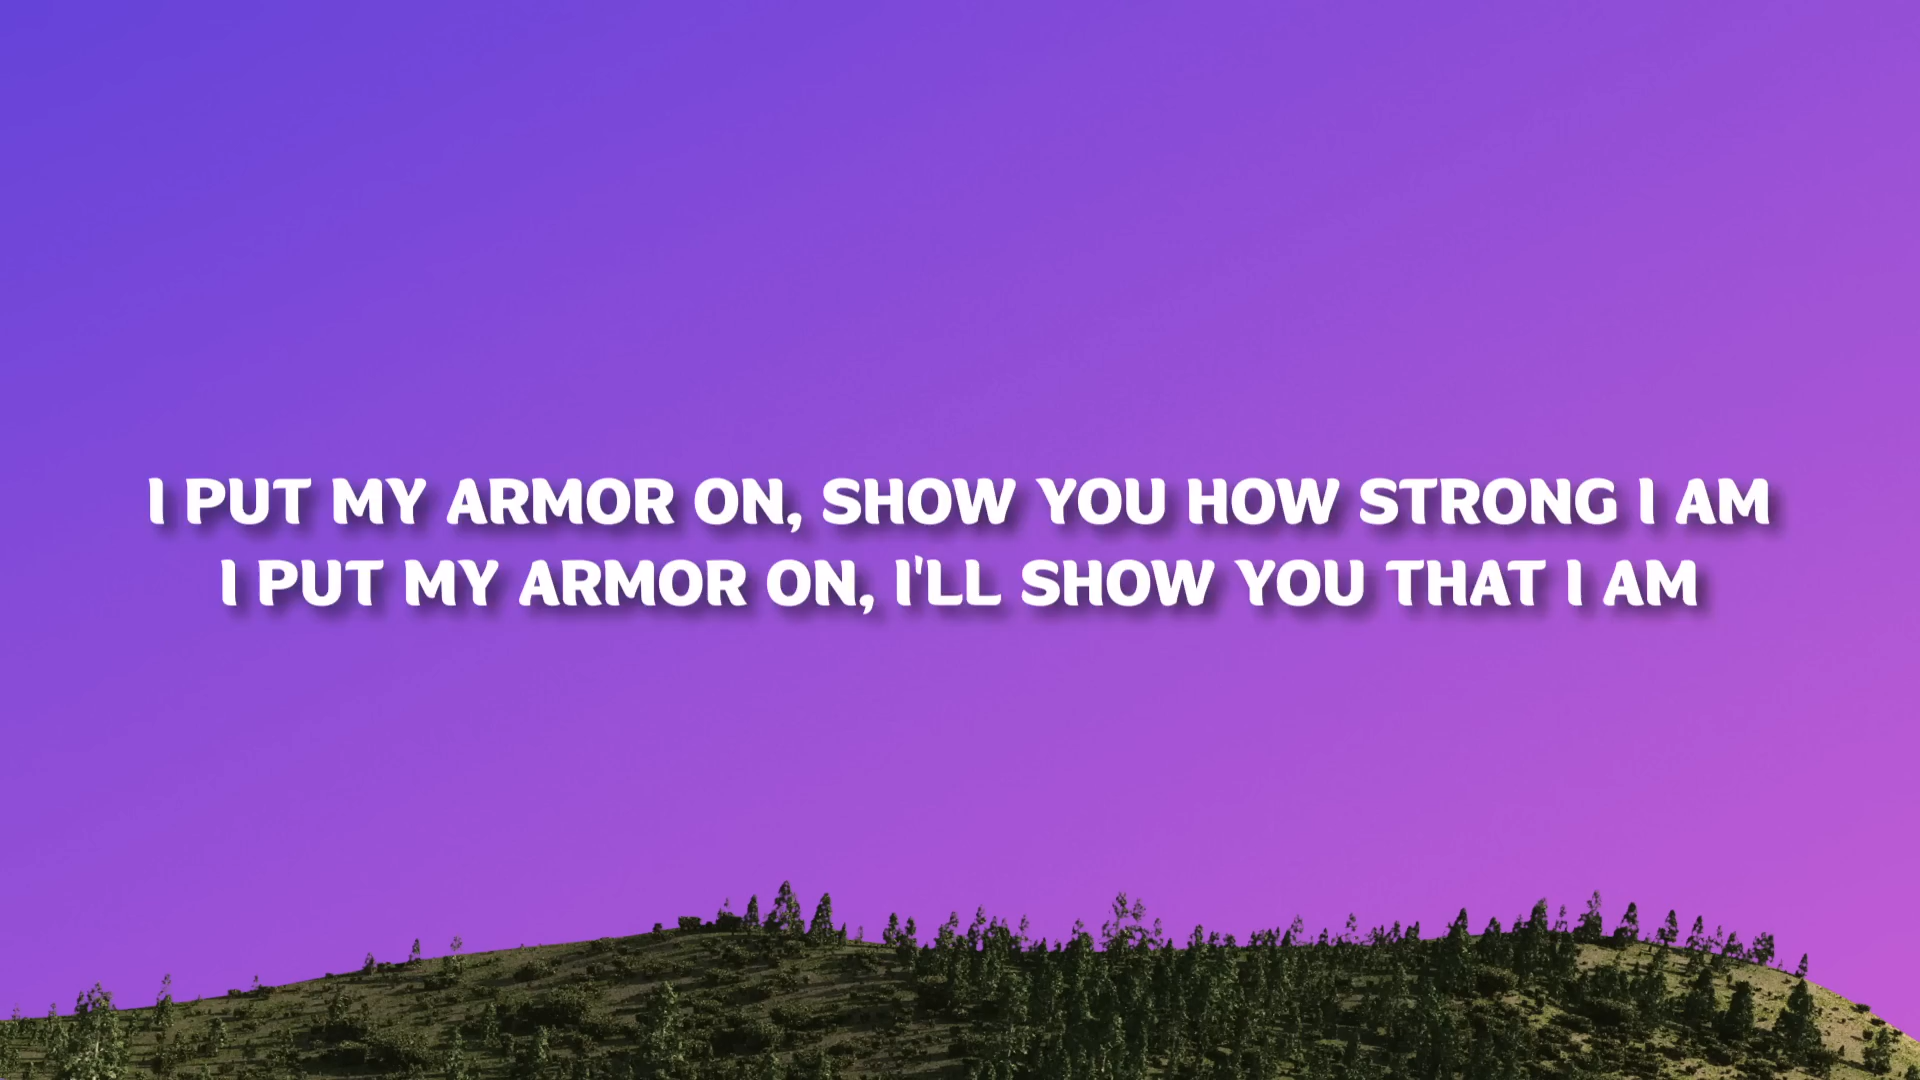 I PUT MY ARMOR ON, SHOW YOU HOW STRONG I AM
I PUT MY ARMOR ON, I'LL SHOW YOU THAT I AM